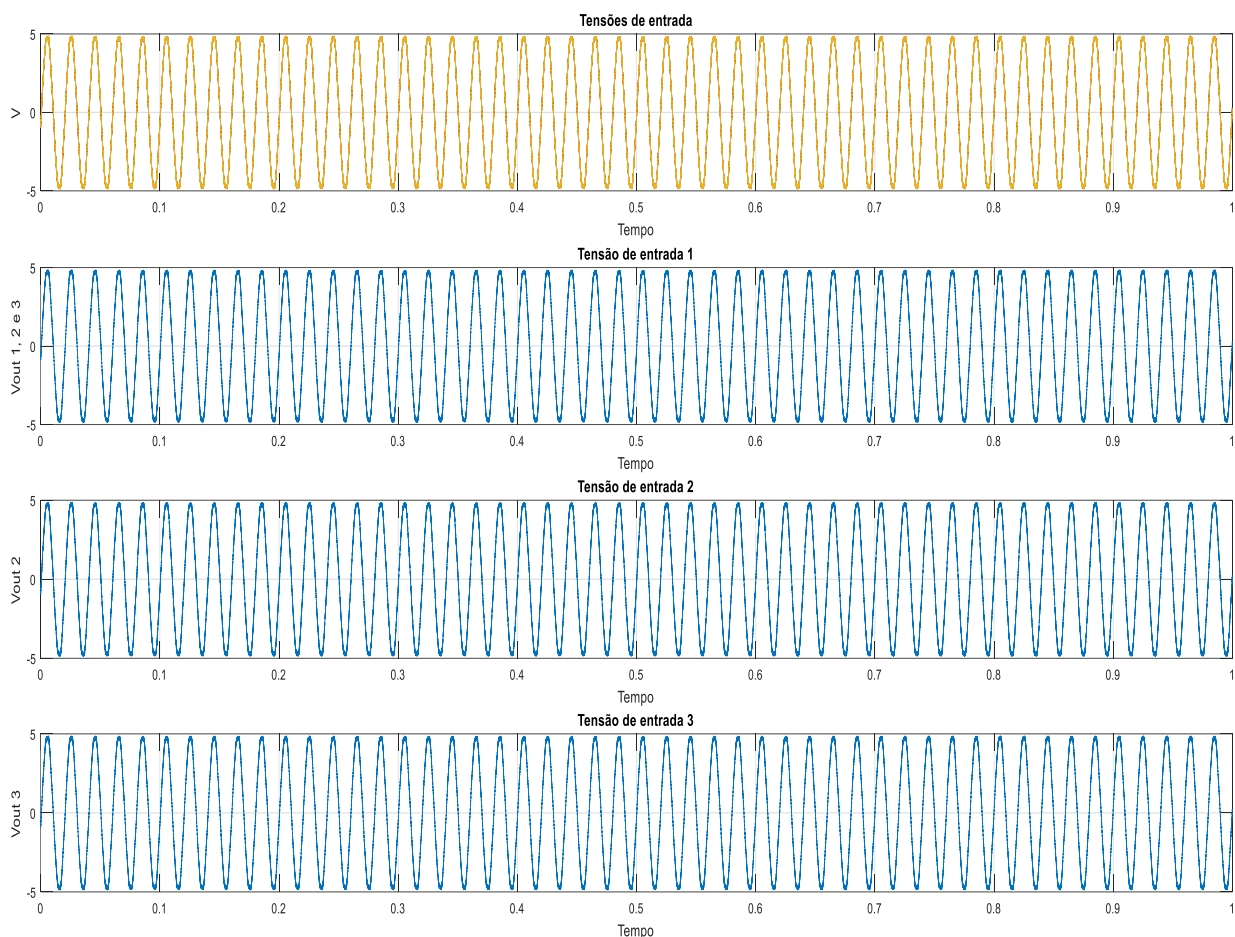 Tensões de entrada
V
5
0
-5
0 0.1 0.2 0.3 0.4 0.5 0.6 0.7 0.8 0.9 1
Tempo
Tensão de entrada 1
Vout 1, 2 e 3
5
0
-5
0 0.1 0.2 0.3 0.4 0.5 0.6 0.7 0.8 0.9 1
Tempo
Tensão de entrada 2
Vout 2
5
0
-5
0 0.1 0.2 0.3 0.4 0.5 0.6 0.7 0.8 0.9 1
Tempo
Tensão de entrada 3
Vout 3
5
0
-5
0 0.1 0.2 0.3 0.4 0.5 0.6 0.7 0.8 0.9 1
Tempo